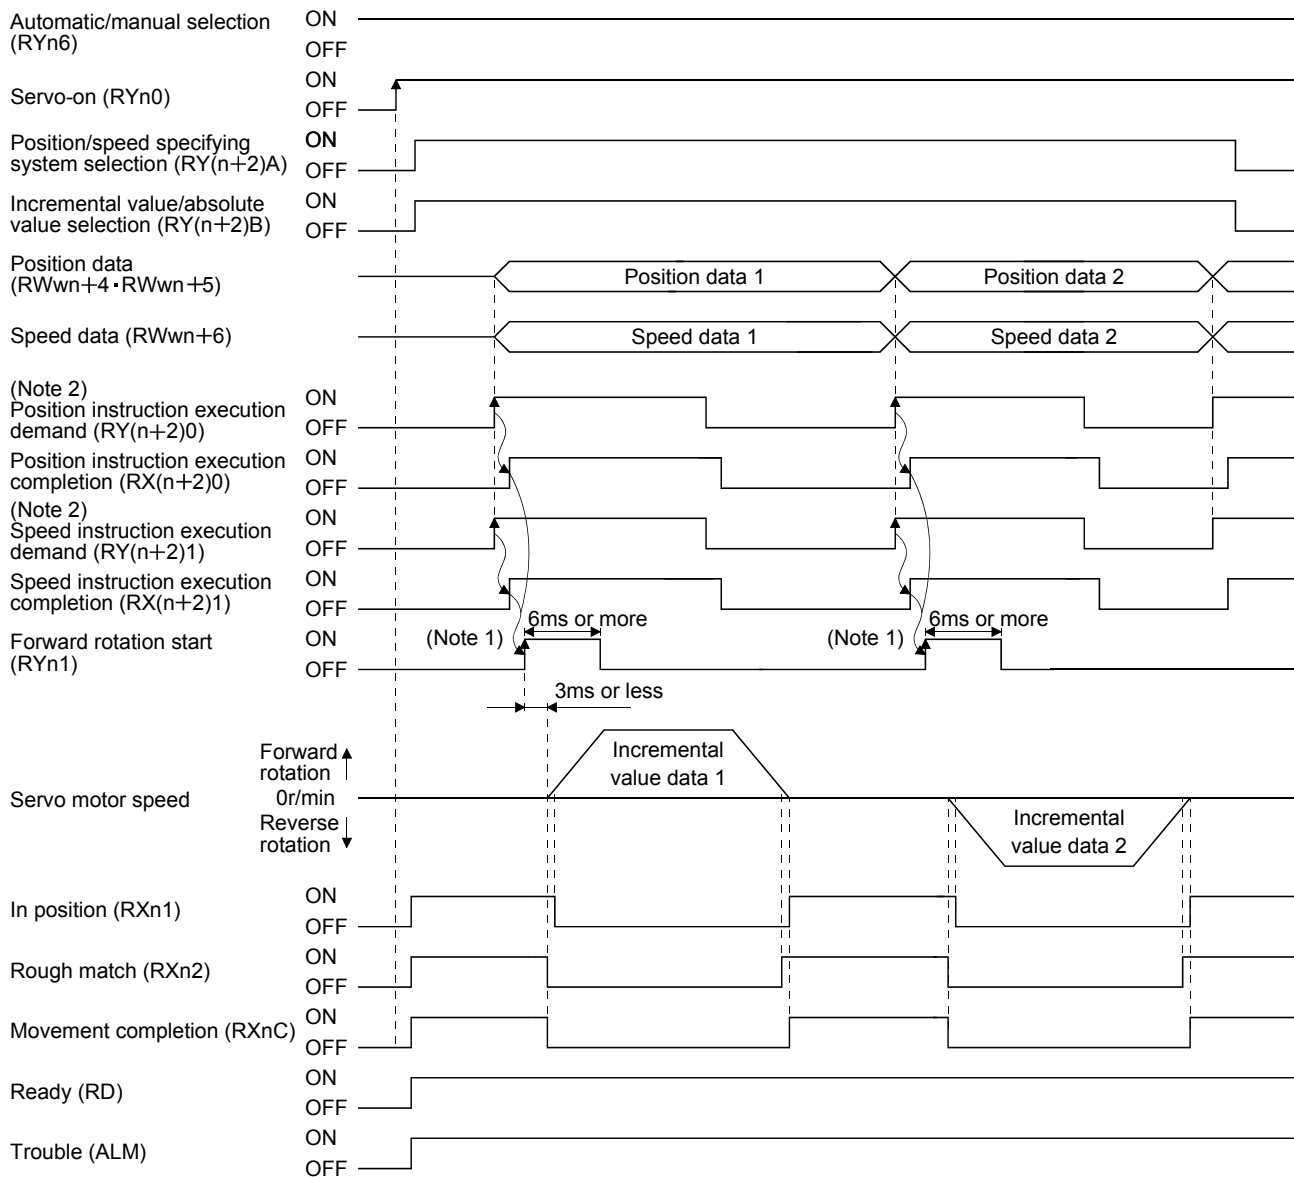 Automatic/manual selection
(RYn6)
ON
OFF
Servo-on (RYn0)
ON
OFF
Position/speed specifying
system selection (RY(n+2)A)
ON
OFF
Incremental value/absolute
value selection (RY(n+2)B)
ON
OFF
Position data
(RWwn+4・RWwn+5)
Position data 1
Position data 2
Speed data (RWwn+6)
Speed data 1
Speed data 2
(Note 2)
Position instruction execution
demand (RY(n+2)0)
ON
OFF
Position instruction execution
completion (RX(n+2)0)
ON
OFF
(Note 2)
Speed instruction execution
demand (RY(n+2)1)
ON
OFF
Speed instruction execution
completion (RX(n+2)1)
ON
OFF
Forward rotation start
(RYn1)
ON
OFF
(Note 1)
6ms or more
(Note 1)
6ms or more
3ms or less
Servo motor speed
Forward
rotation
0r/min
Reverse
rotation
Incremental
value data 1
Incremental
value data 2
In position (RXn1)
ON
OFF
Rough match (RXn2)
ON
OFF
Movement completion (RXnC)
ON
OFF
Ready (RD)
ON
OFF
Trouble (ALM)
ON
OFF